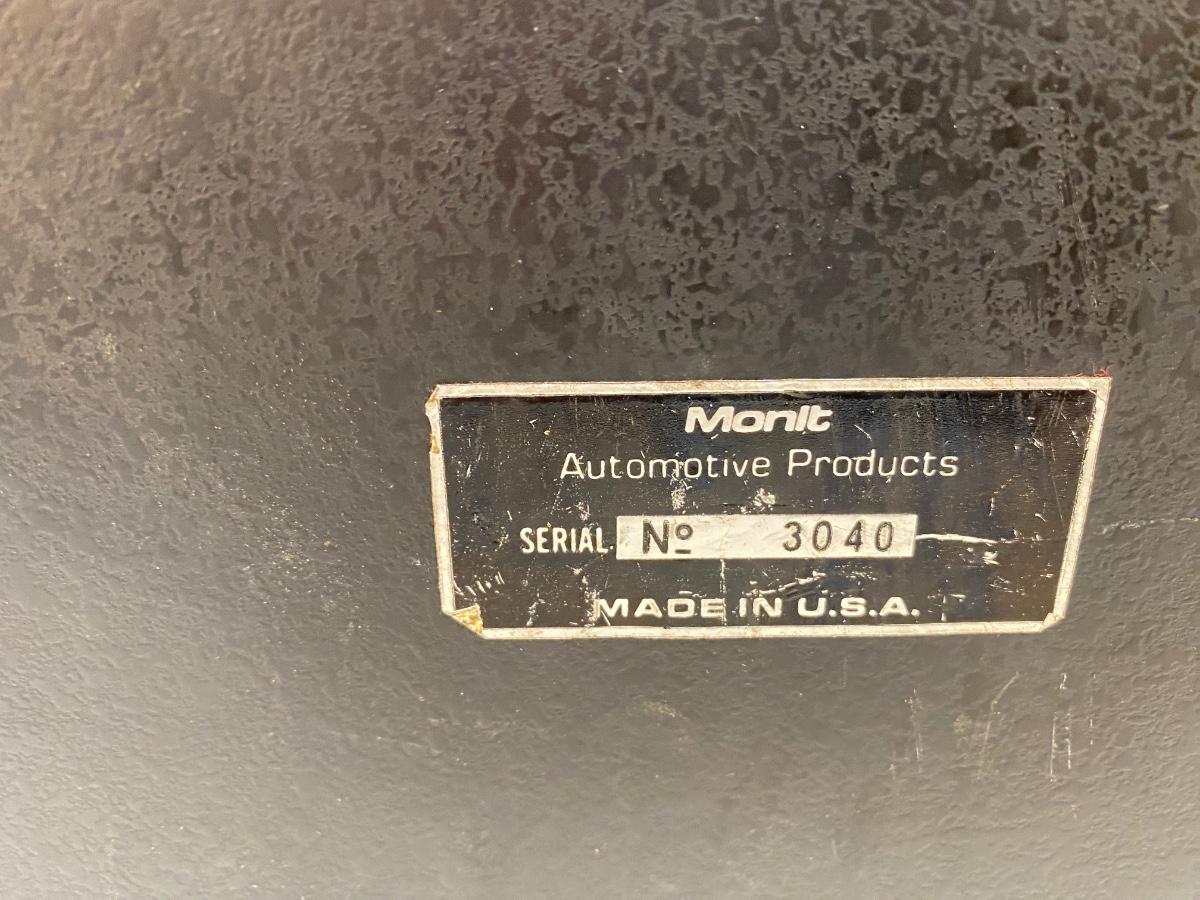 MonIt
Automotive Products
SERIAL Nº 3040
MADE IN U.S.A.